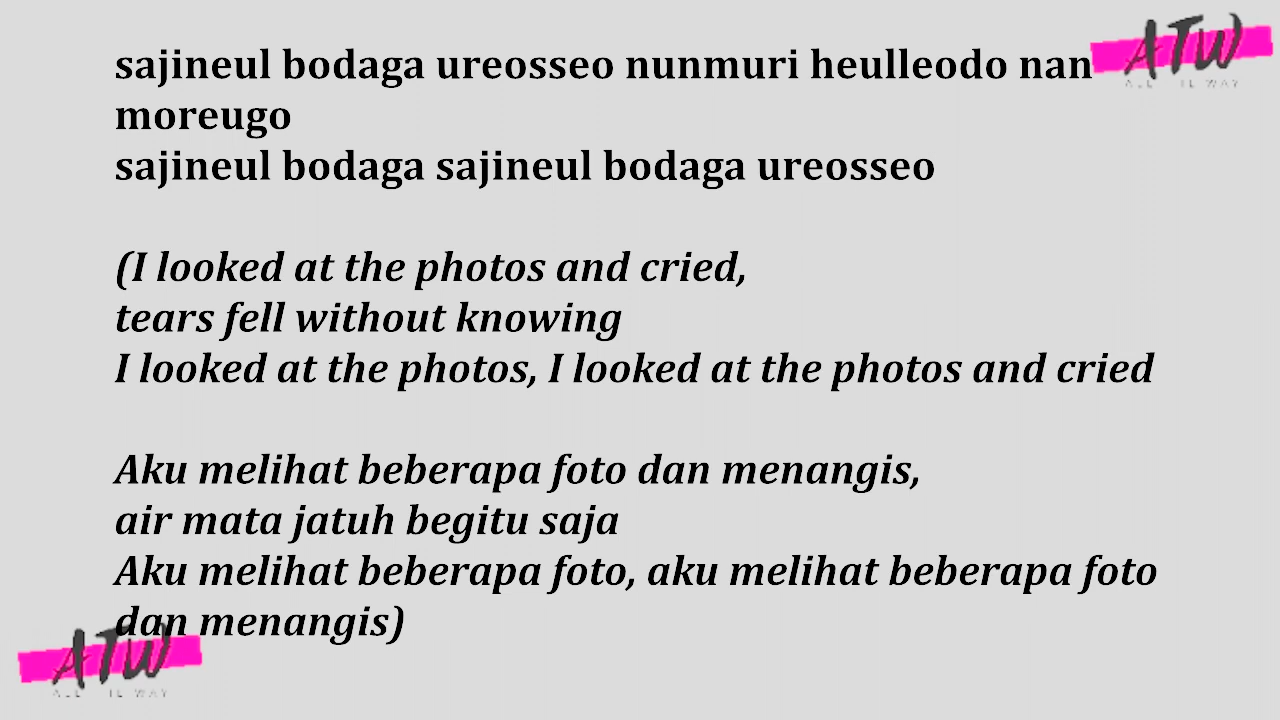 sajineul bodaga ureosseo nunmuri heulleodo nan
moreugo
sajineul bodaga sajineul bodaga ureosseo
(I looked at the photos and cried,
tears fell without knowing
I looked at the photos, I looked at the photos and cried
Aku melihat beberapa foto dan menangis,
air mata jatuh begitu saja
Aku melihat beberapa foto, aku melihat beberapa foto
dan menangis)
ATW
ATW